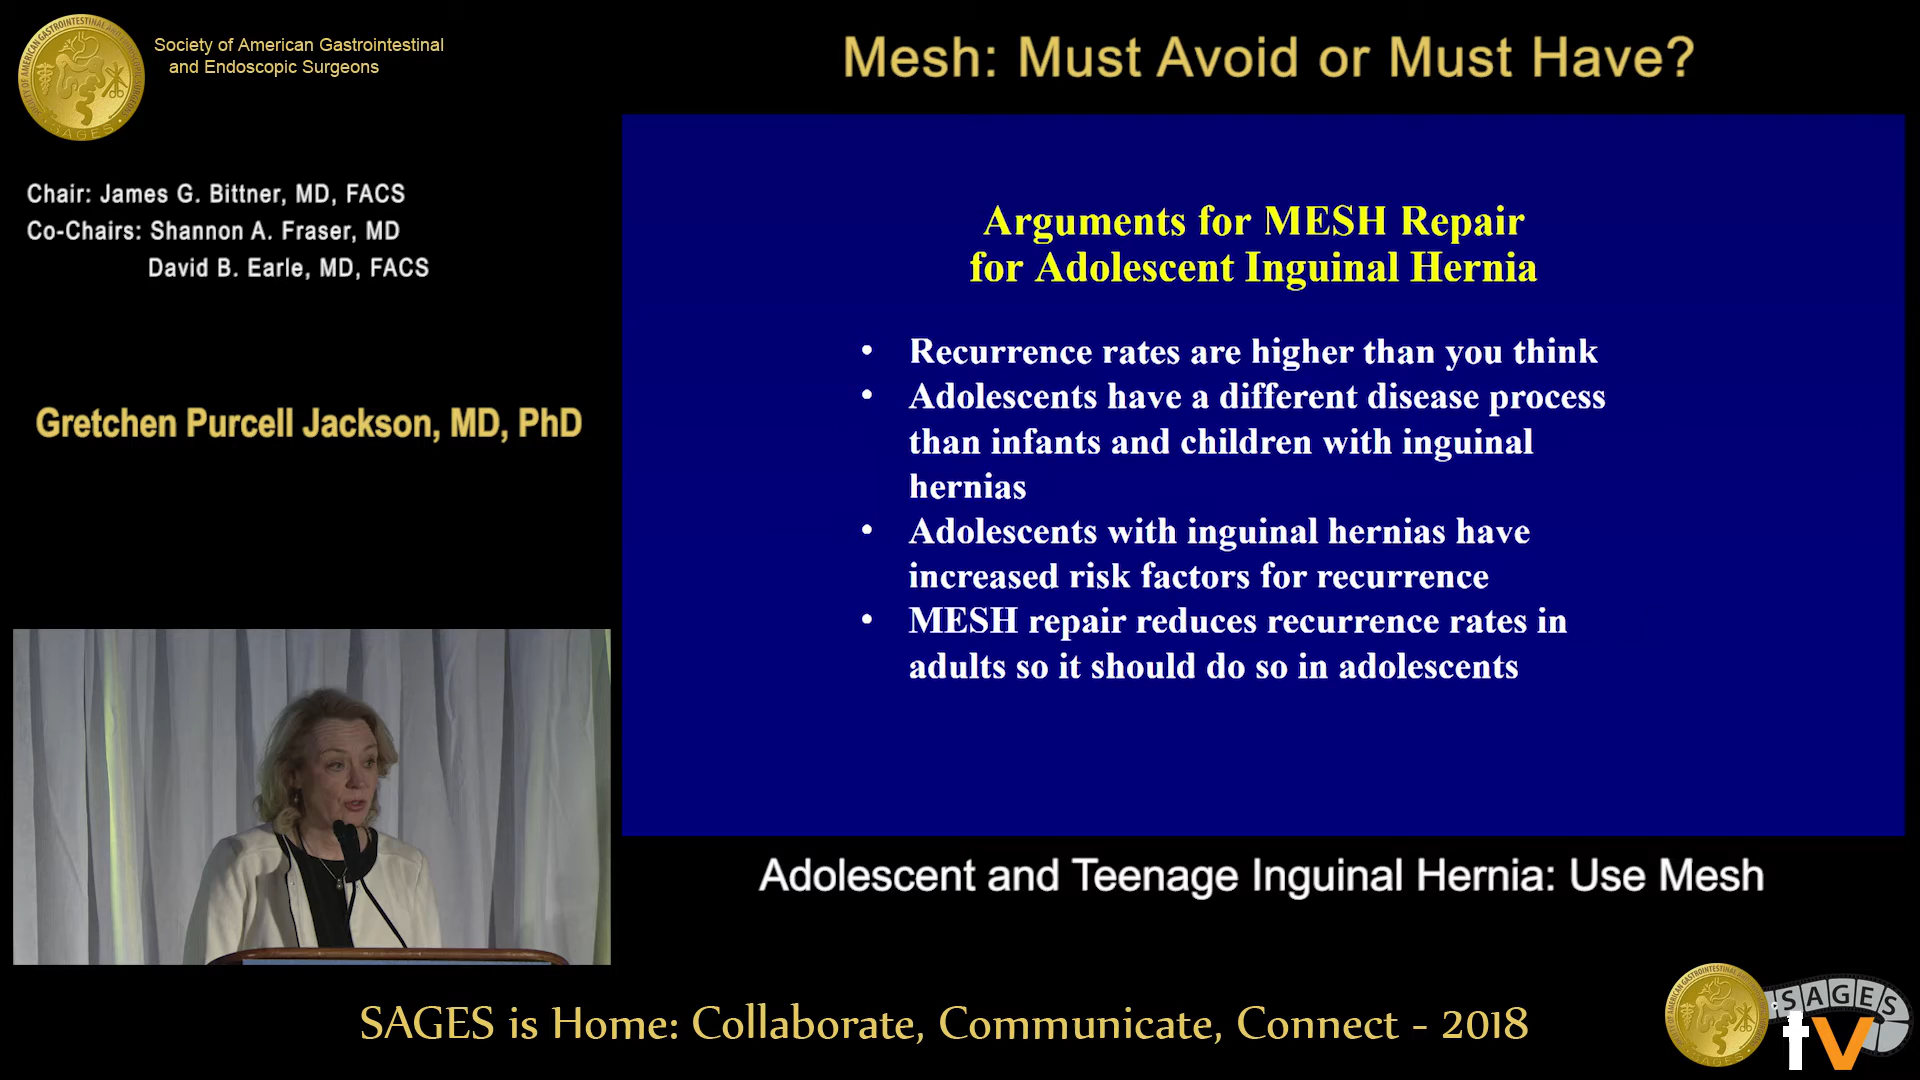 Society of American Gastrointestinal
and Endoscopic Surgeons
Mesh: Must Avoid or Must Have?
Chair: James G. Bittner, MD, FACS
Co-Chairs: Shannon A. Fraser, MD
David B. Earle, MD, FACS
Gretchen Purcell Jackson, MD, PhD
Arguments for MESH Repair
for Adolescent Inguinal Hernia
• Recurrence rates are higher than you think
• Adolescents have a different disease process
than infants and children with inguinal
hernias
• Adolescents with inguinal hernias have
increased risk factors for recurrence
• MESH repair reduces recurrence rates in
adults so it should do so in adolescents
Adolescent and Teenage Inguinal Hernia: Use Mesh
SAGES is Home: Collaborate, Communicate, Connect - 2018
SAGES
tv